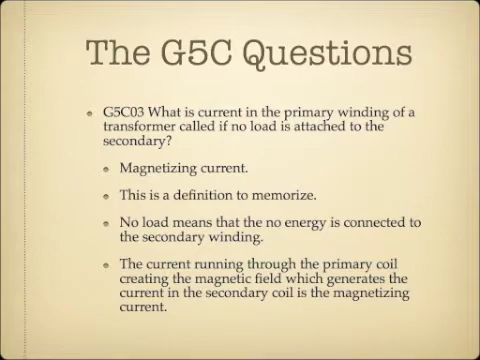 The G5C Questions
G5C03 What is current in the primary winding of a
transformer called if no load is attached to the
secondary?
Magnetizing current.
This is a definition to memorize.
No load means that the no energy is connected to
the secondary winding.
The current running through the primary coil
creating the magnetic field which generates the
current in the secondary coil is the magnetizing
current.